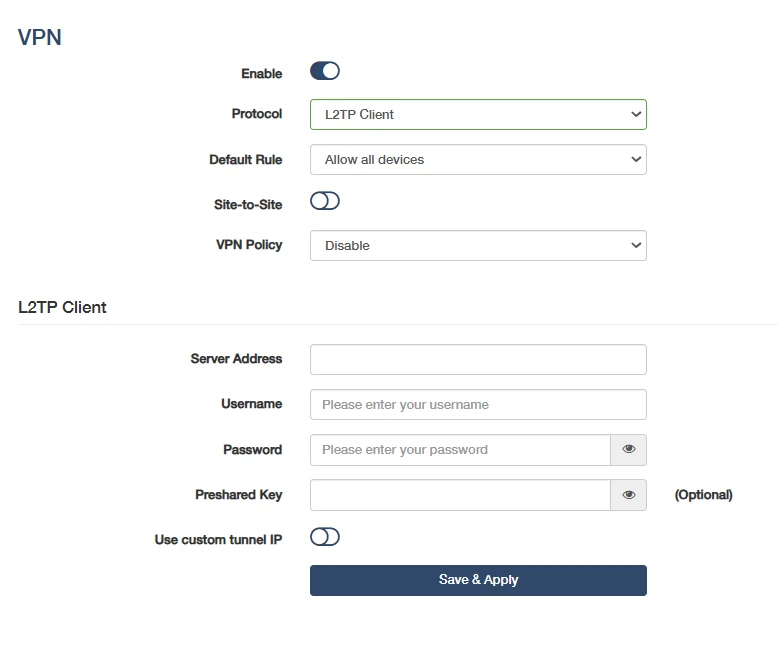 VPN
Enable
Protocol L2TP Client
Default Rule Allow all devices
Site-to-Site
VPN Policy Disable
L2TP Client
Server Address
Username Please enter your username
Password Please enter your password
Preshared Key (Optional)
Use custom tunnel IP
Save & Apply